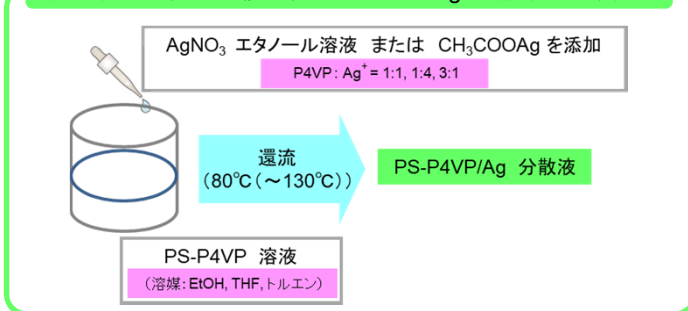 AgNO3 エタノール溶液 または CH3COOAg を添加
P4VP : Ag+ = 1:1, 1:4, 3:1
還流
(80℃(~130℃))
PS-P4VP/Ag 分散液
PS-P4VP 溶液
(溶媒: EtOH, THF,トルエン)